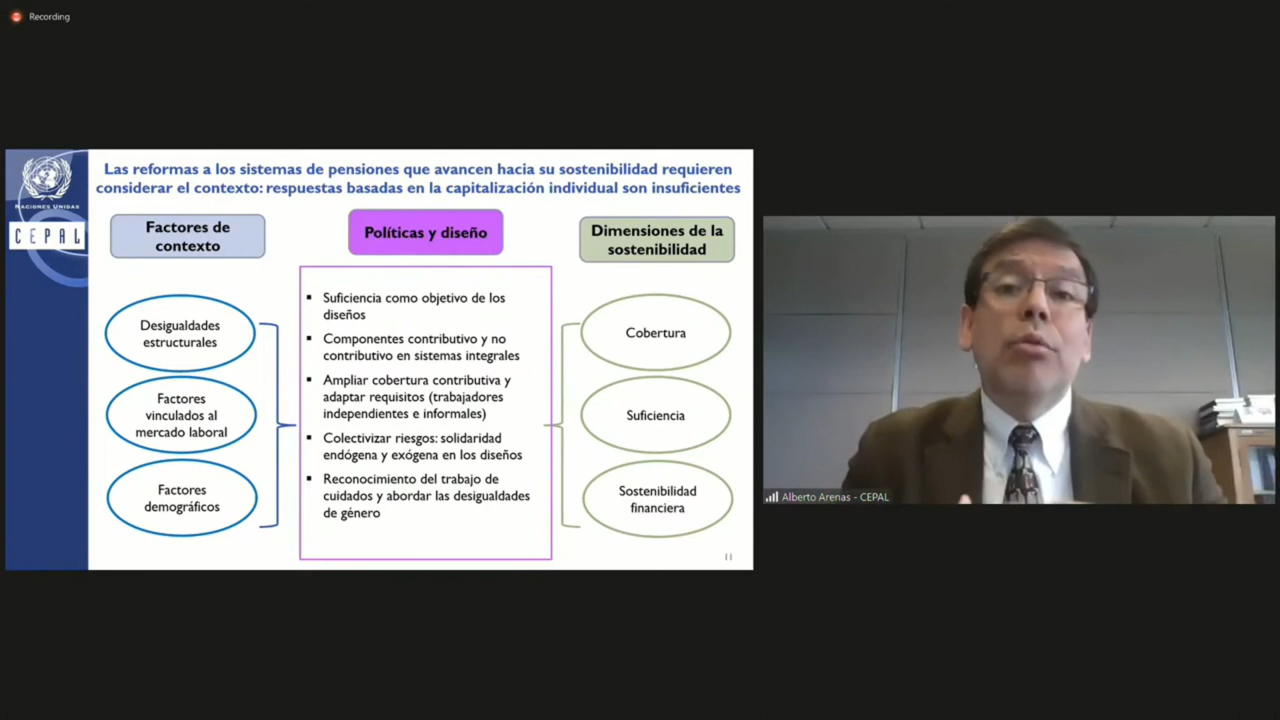 Recording
NACIONES UNIDAS
CEPAL
Las reformas a los sistemas de pensiones que avancen hacia su sostenibilidad requieren
considerar el contexto: respuestas basadas en la capitalización individual son insuficientes
Factores de
contexto
Desigualdades
estructurales
Factores
vinculados al
mercado laboral
Factores
demográficos
Políticas y diseño
▪ Suficiencia como objetivo de los
diseños
▪ Componentes contributivo y no
contributivo en sistemas integrales
▪ Ampliar cobertura contributiva y
adaptar requisitos (trabajadores
independientes e informales)
▪ Colectivizar riesgos: solidaridad
endógena y exógena en los diseños
▪ Reconocimiento del trabajo de
cuidados y abordar las desigualdades
de género
Dimensiones de la
sostenibilidad
Cobertura
Suficiencia
Sostenibilidad
financiera
11
Alberto Arenas - CEPAL